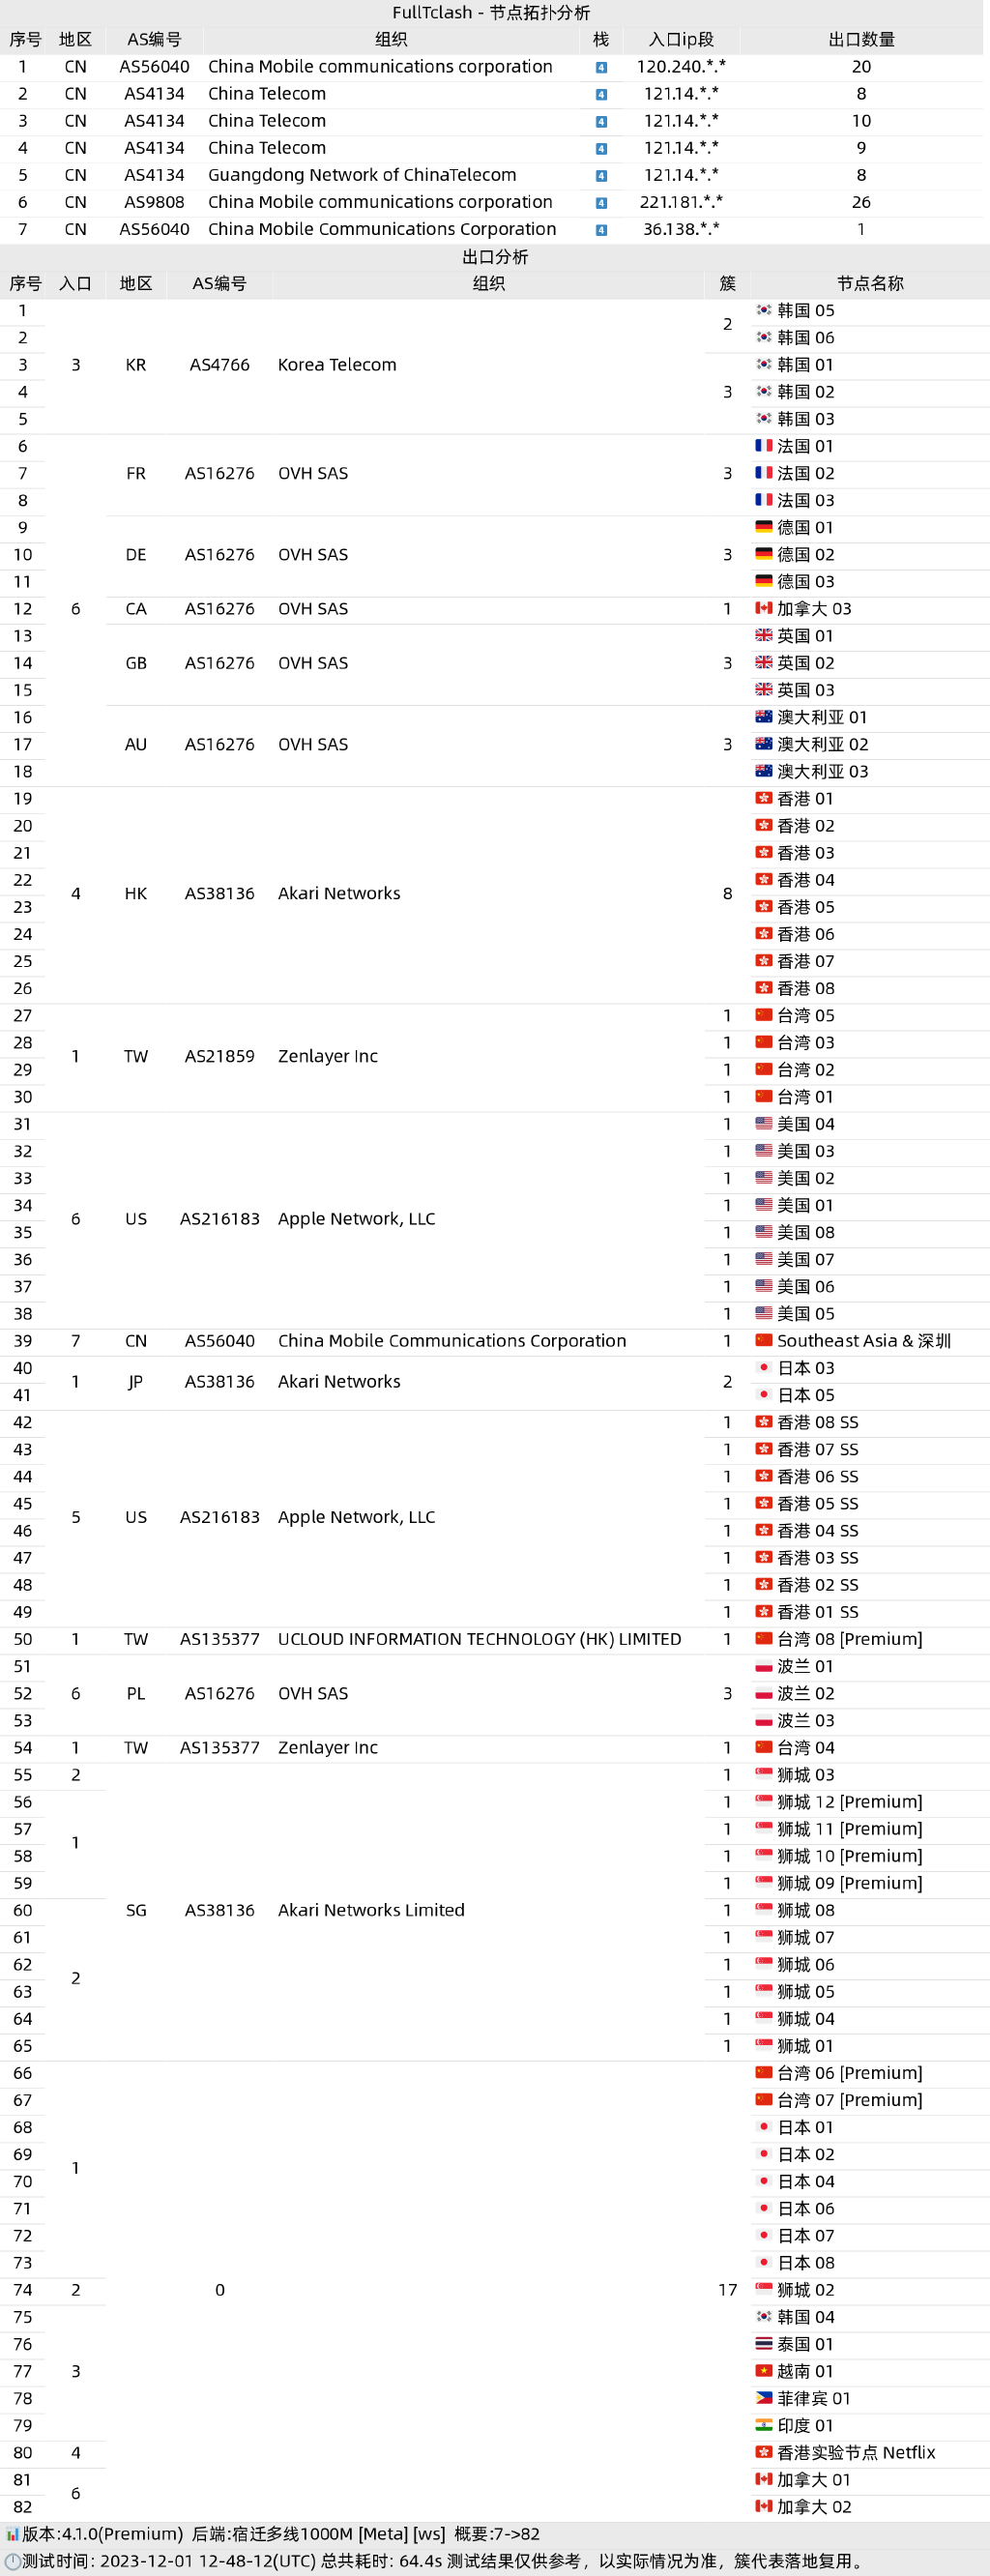 FullTclash - 节点拓扑分析
序号 地区 AS编号 组织 栈 入口ip段 出口数量
1 CN AS56040 China Mobile communications corporation 4 120.240.*.* 20
2 CN AS4134 China Telecom 4 121.14.*.* 8
3 CN AS4134 China Telecom 4 121.14.*.* 10
4 CN AS4134 China Telecom 4 121.14.*.* 9
5 CN AS4134 Guangdong Network of ChinaTelecom 4 121.14.*.* 8
6 CN AS9808 China Mobile communications corporation 4 221.181.*.* 26
7 CN AS56040 China Mobile Communications Corporation 4 36.138.*.* 1
出口分析
序号 入口 地区 AS编号 组织 簇 节点名称
1 韩国 05
2
2 韩国 06
3 3 KR AS4766 Korea Telecom 韩国 01
4 3 韩国 02
5 韩国 03
6 法国 01
7 FR AS16276 OVH SAS 3 法国 02
8 法国 03
9 德国 01
10 DE AS16276 OVH SAS 3 德国 02
11 德国 03
12 6 CA AS16276 OVH SAS 1 加拿大 03
13 英国 01
14 GB AS16276 OVH SAS 3 英国 02
15 英国 03
16 澳大利亚 01
17 AU AS16276 OVH SAS 3 澳大利亚 02
18 澳大利亚 03
19 香港 01
20 香港 02
21 香港 03
22 香港 04
4 HK AS38136 Akari Networks 8
23 香港 05
24 香港 06
25 香港 07
26 香港 08
27 1 台湾 05
28 1 台湾 03
1 TW AS21859 Zenlayer Inc
29 1 台湾 02
30 1 台湾 01
31 1 美国 04
32 1 美国 03
33 1 美国 02
34 1 美国 01
6 US AS216183 Apple Network, LLC
35 1 美国 08
36 1 美国 07
37 1 美国 06
38 1 美国 05
39 7 CN AS56040 China Mobile Communications Corporation 1 Southeast Asia & 深圳
40 日本 03
1 JP AS38136 Akari Networks 2
41 日本 05
42 1 香港 08 SS
43 1 香港 07 SS
44 1 香港 06 SS
45 1 香港 05 SS
5 US AS216183 Apple Network, LLC
46 1 香港 04 SS
47 1 香港 03 SS
48 1 香港 02 SS
49 1 香港 01 SS
50 1 TW AS135377 UCLOUD INFORMATION TECHNOLOGY (HK) LIMITED 1 台湾 08 [Premium]
51 波兰 01
52 6 PL AS16276 OVH SAS 3 波兰 02
53 波兰 03
54 1 TW AS135377 Zenlayer Inc 1 台湾 04
55 2 1 狮城 03
56 1 狮城 12 [Premium]
57 1 狮城 11 [Premium]
1
58 1 狮城 10 [Premium]
59 1 狮城 09 [Premium]
60 SG AS38136 Akari Networks Limited 1 狮城 08
61 1 狮城 07
62 1 狮城 06
2
63 1 狮城 05
64 1 狮城 04
65 1 狮城 01
66 台湾 06 [Premium]
67 台湾 07 [Premium]
68 日本 01
69 日本 02
1
70 日本 04
71 日本 06
72 日本 07
73 日本 08
74 2 0 17 狮城 02
75 韩国 04
76 泰国 01
77 3 越南 01
78 菲律宾 01
79 印度 01
80 4 香港实验节点 Netflix
81 加拿大 01
6
82 加拿大 02
版本:4.1.0(Premium) 后端:宿迁多线1000M [Meta] [ws] 概要:7->82
测试时间: 2023-12-01 12-48-12(UTC) 总共耗时: 64.4s 测试结果仅供参考，以实际情况为准，簇代表落地复用。